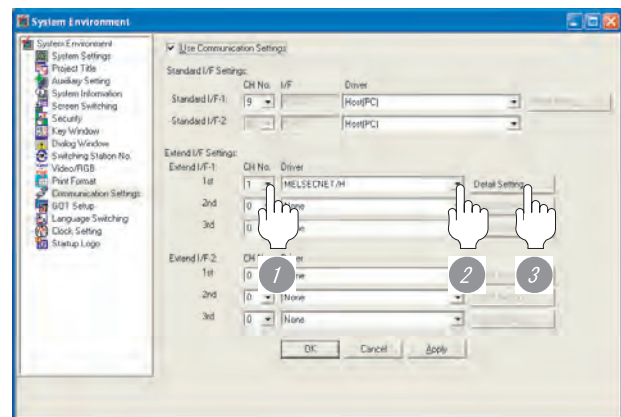 System Environment
System Environment
System Settings
Project Title
Auxiliary Setting
System Information
Screen Switching
Security
Key Window
Dialog Window
Switching Station No.
Video/RGB
Print Format
Communication Settings
GOT Setup
Language Switching
Clock Setting
Startup Logo
Use Communication Settings
Standard I/F Settings:
CH No. I/F Driver
Standard I/F-1: 9 Host(PC)
Standard I/F-2: Host(PC)
Extend I/F Settings:
Extend I/F-1: CH No. Driver
1st 1 MELSECNET/H Detail Setting...
2nd 0 None
3rd 0
Extend I/F-2: Driver
1st 0
2nd 0 None
3rd 0 None
OK Cancel Apply
1 2 3